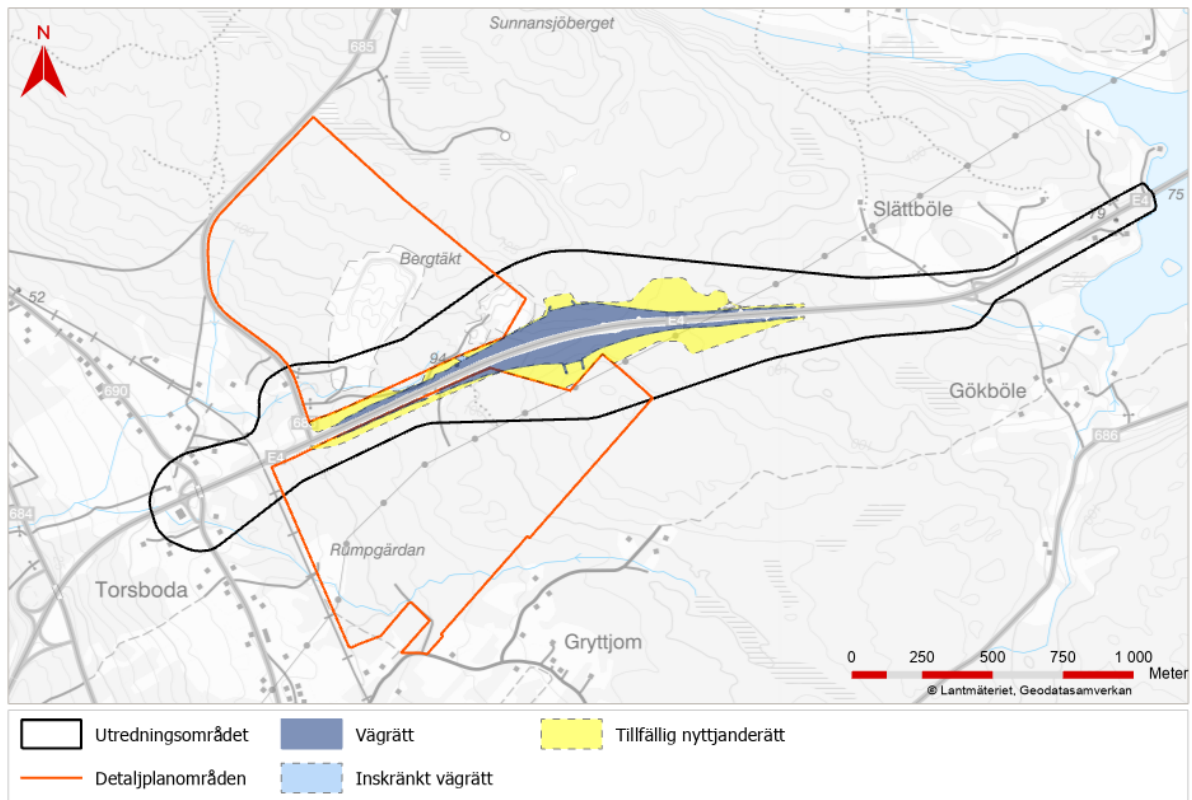 Sunnansjöberget
N
685
100
Slättböle
E4
75
79
Bergtäkt
52
E4
94
690
Gökböle
686
E4
684
Rumpgärdan
Torsboda
Gryttjom
0 250 500 750 1 000
Meter
© Lantmäteriet, Geodatasamverkan
Utredningsområdet
Vägrätt
Tillfällig nyttjanderätt
Detaljplanområden
Inskränkt vägrätt